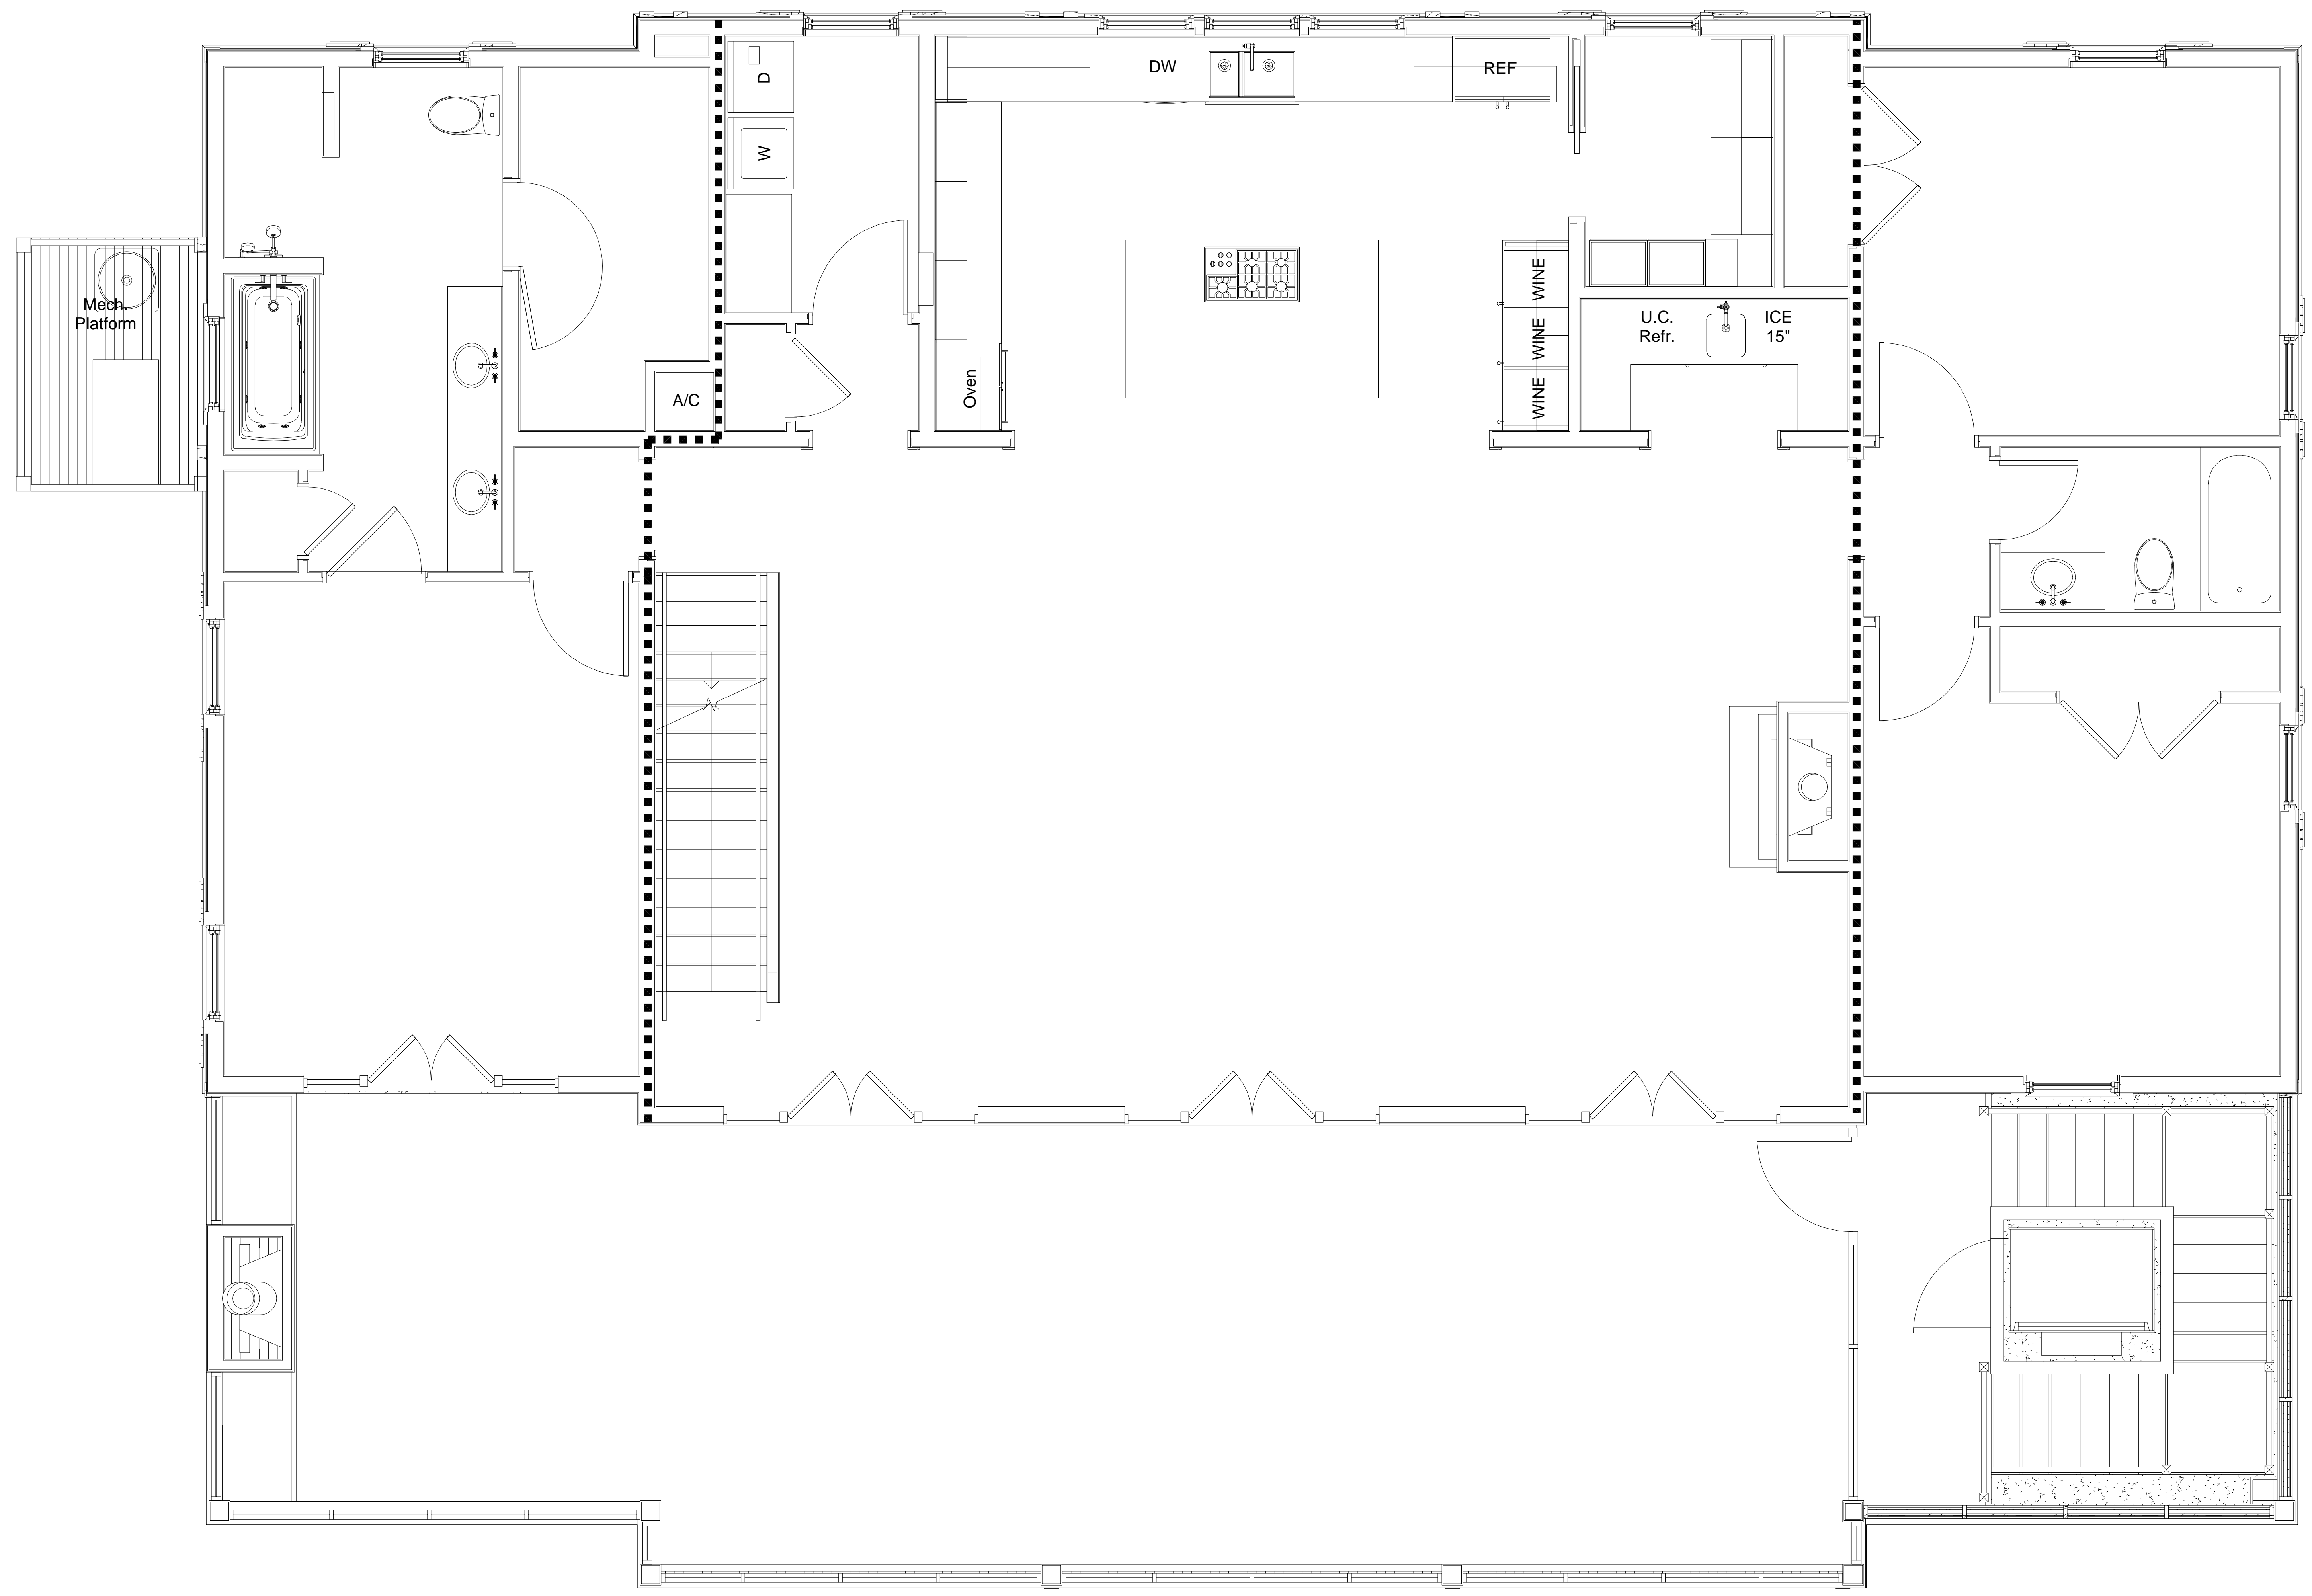 D
W
DW
REF
Mech.
Platform
WINE
WINE
WINE
U.C.
Refr.
ICE
15"
A/C
Oven